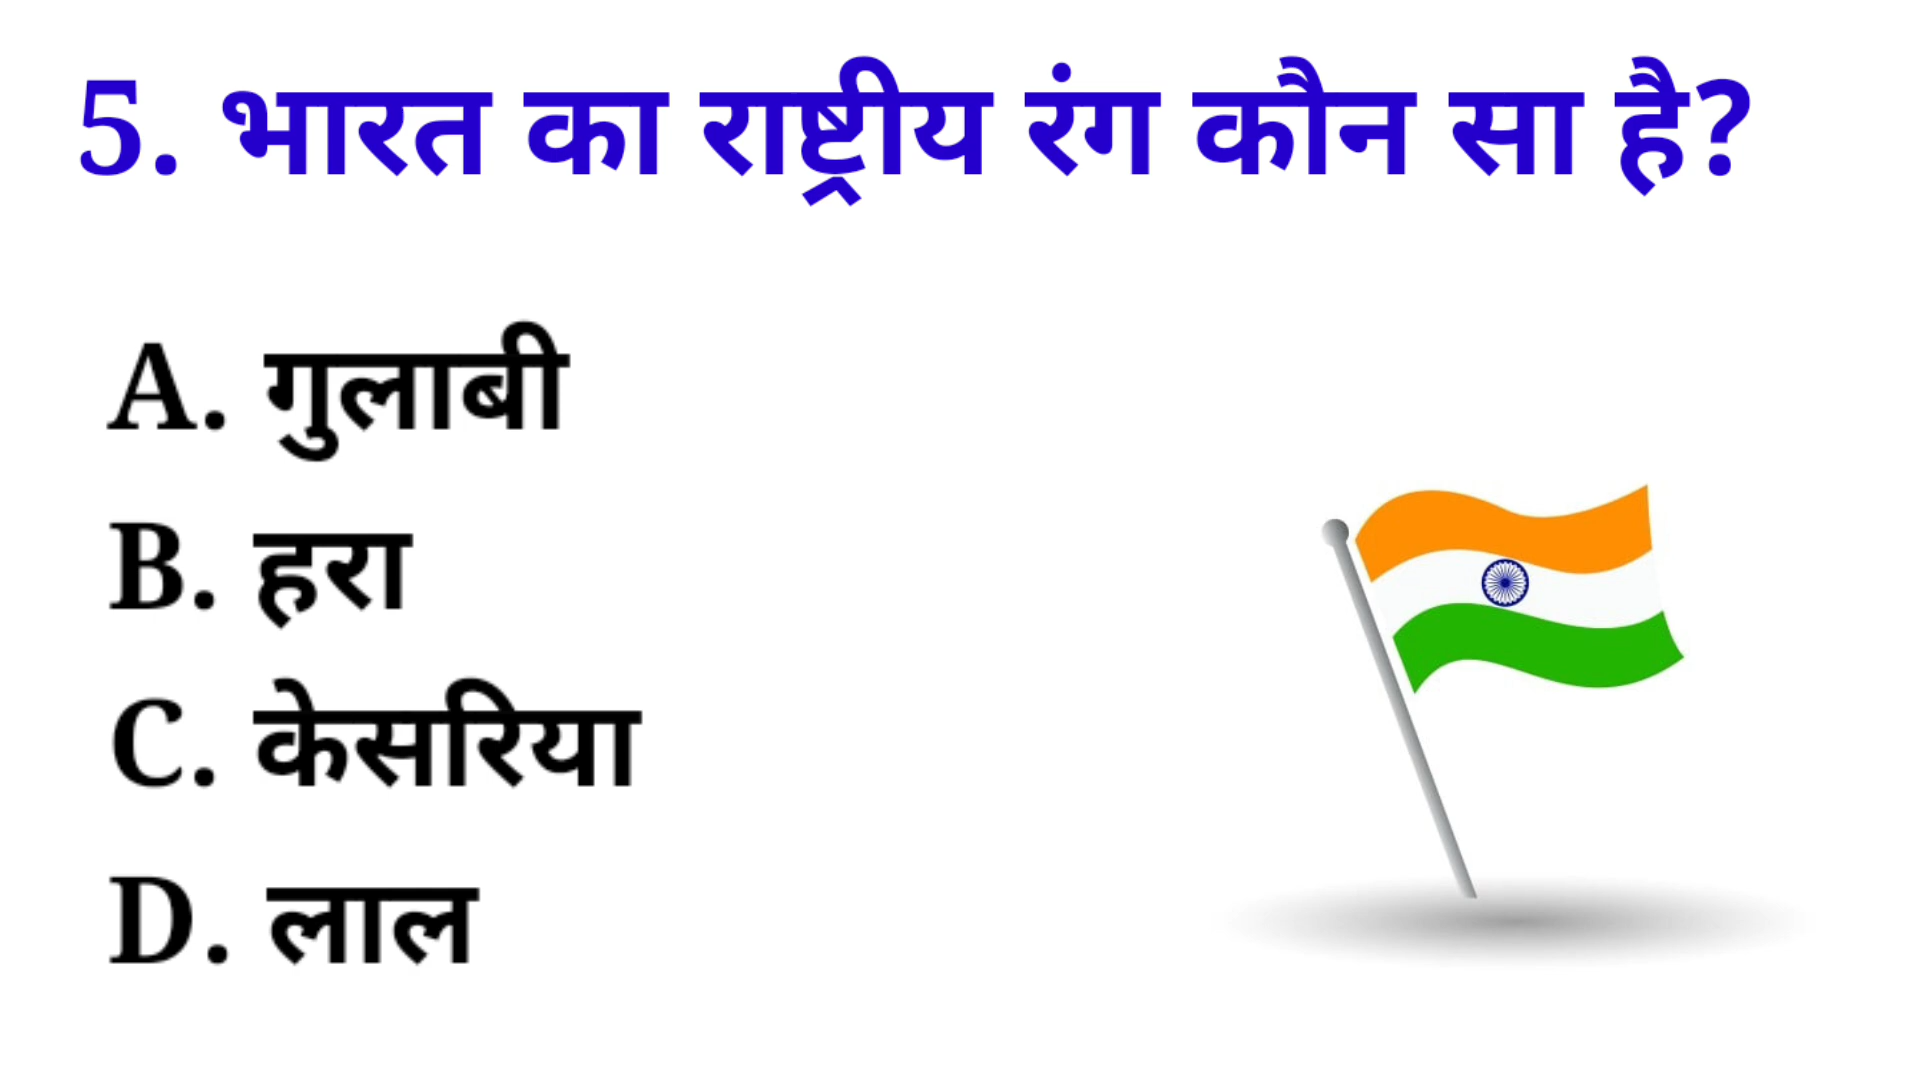 5. भारत का राष्ट्रीय रंग कौन सा है?
A. गुलाबी
B. हरा
C. केसरिया
D. लाल